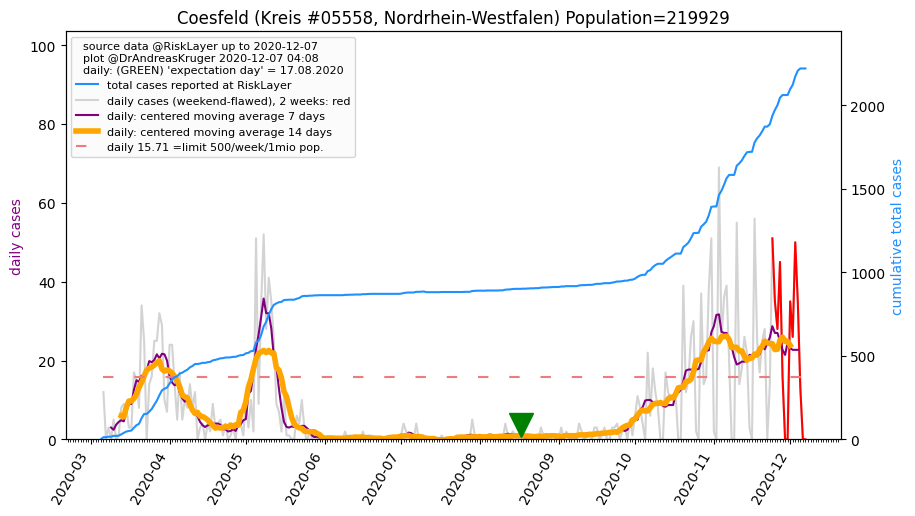 Coesfeld (Kreis #05558, Nordrhein-Westfalen) Population=219929
source data @RiskLayer up to 2020-12-07
plot @DrAndreasKruger 2020-12-07 04:08
daily: (GREEN) 'expectation day' = 17.08.2020
total cases reported at RiskLayer
daily cases (weekend-flawed), 2 weeks: red
daily: centered moving average 7 days
daily: centered moving average 14 days
daily 15.71 =limit 500/week/1mio pop.
daily cases
100
80
60
40
20
0
cumulative total cases
2000
1500
1000
500
0
2020-03
2020-04
2020-05
2020-06
2020-07
2020-08
2020-09
2020-10
2020-11
2020-12